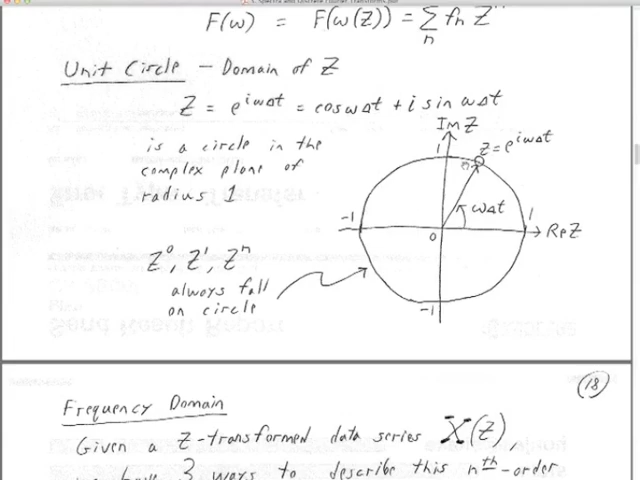 F(ω) = F(ω(Z)) = Σ fn Zⁿ
n
Unit Circle – Domain of Z
Z = e^iωΔt = cos ωΔt + i sin ωΔt
is a circle in the
complex plane of
radius 1
Im Z
1
Z = e^iωΔt
ωΔt
-1
0
1
Re Z
-1
Z⁰, Z¹, Zⁿ
always fall
on circle
18
Frequency Domain
Given a Z-transformed data series X(Z),
3 ways to describe this nth-order